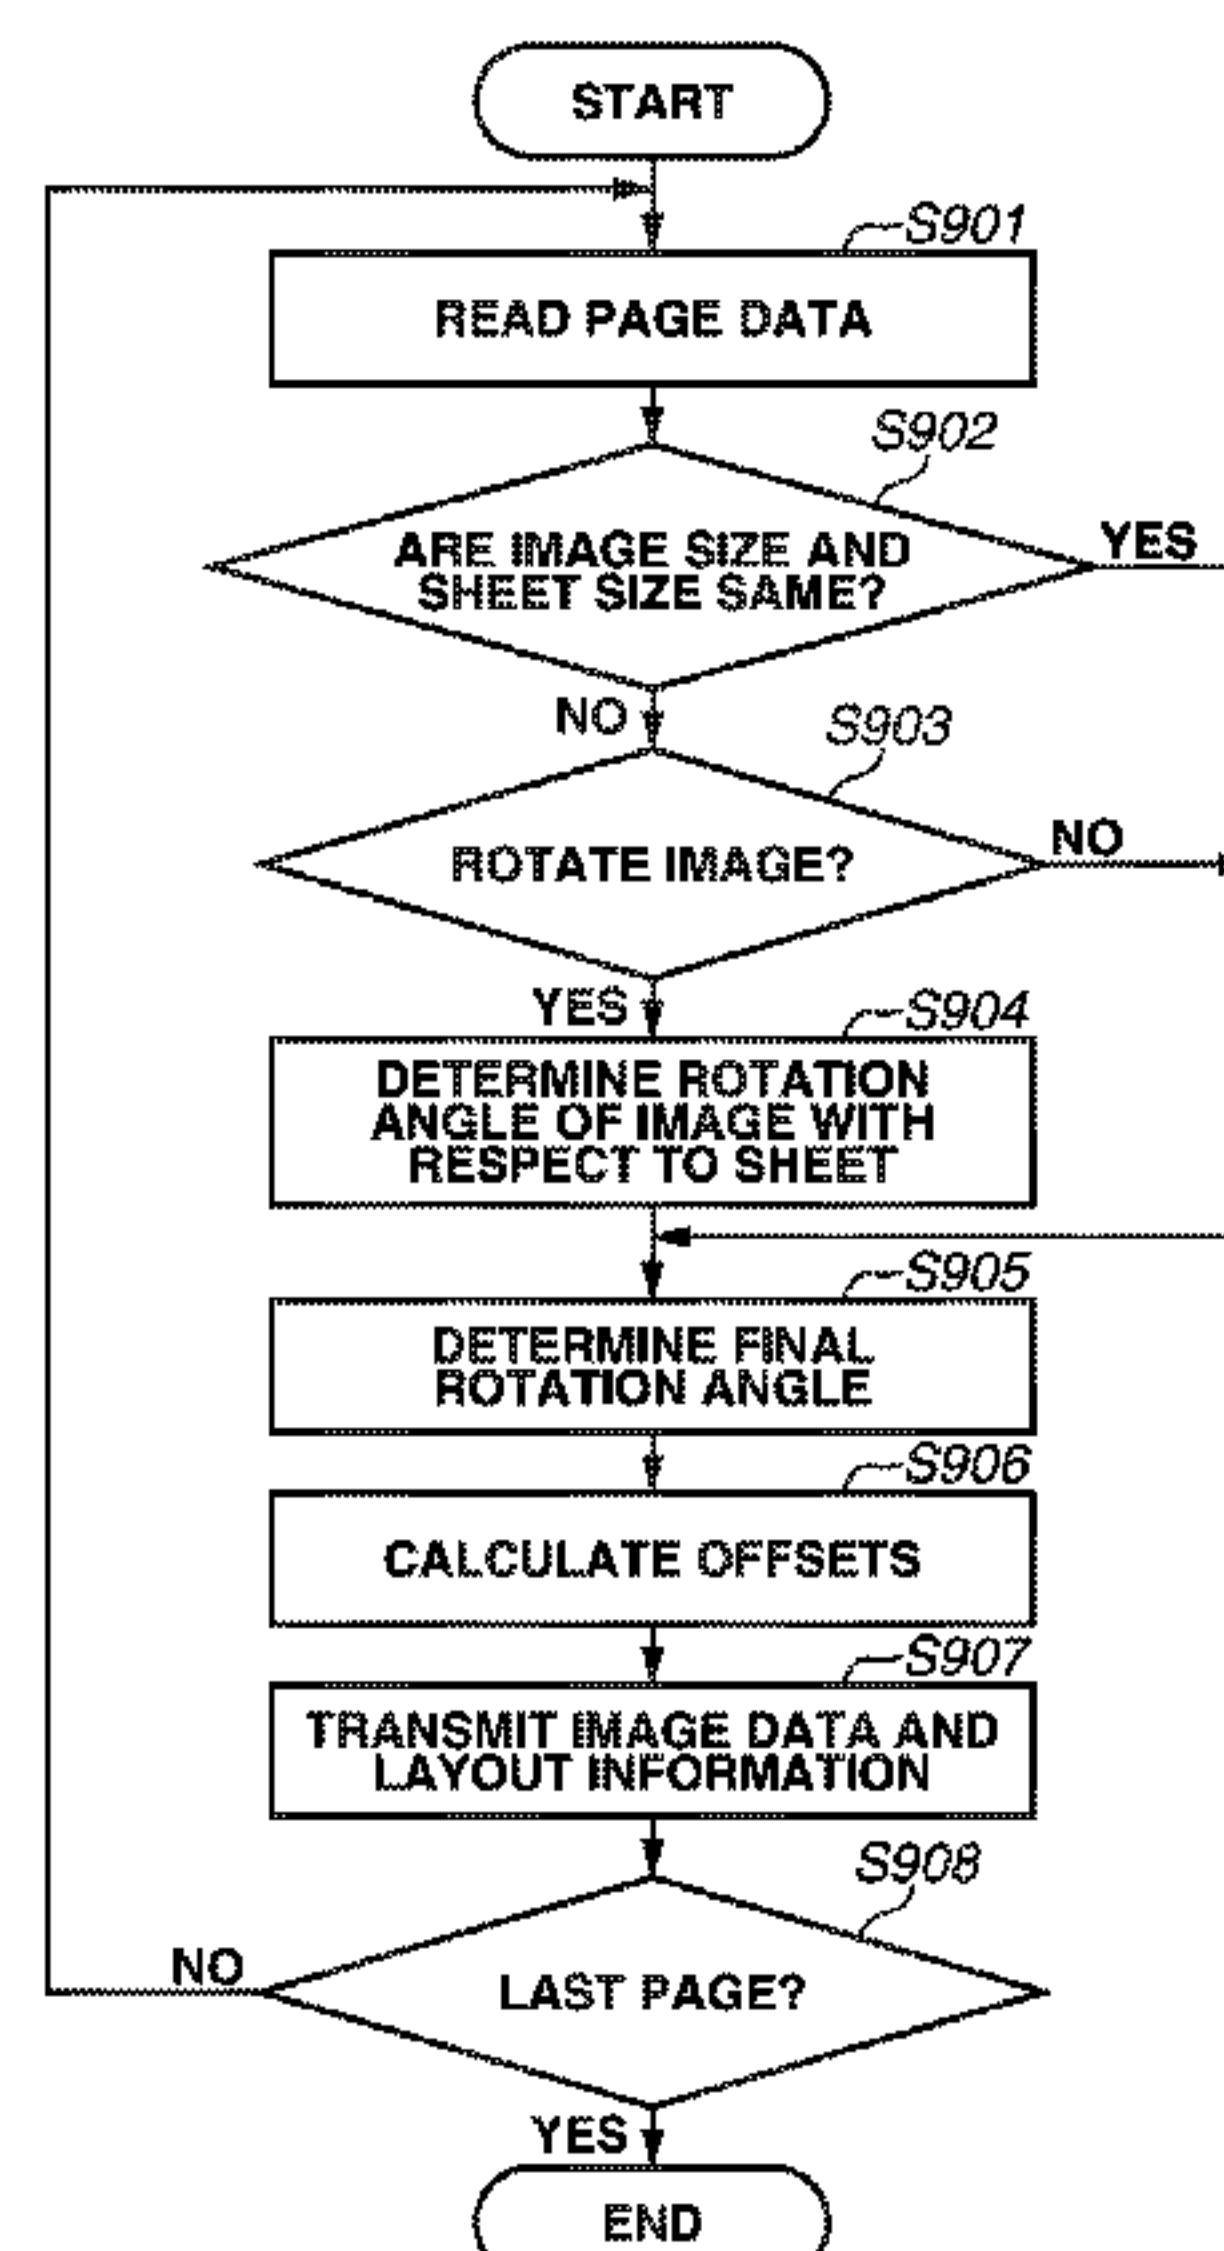 START
S901
READ PAGE DATA
S902
ARE IMAGE SIZE AND
SHEET SIZE SAME?
YES
NO
S903
ROTATE IMAGE?
NO
YES
S904
DETERMINE ROTATION
ANGLE OF IMAGE WITH
RESPECT TO SHEET
S905
DETERMINE FINAL
ROTATION ANGLE
S906
CALCULATE OFFSETS
S907
TRANSMIT IMAGE DATA AND
LAYOUT INFORMATION
S908
LAST PAGE?
NO
YES
END